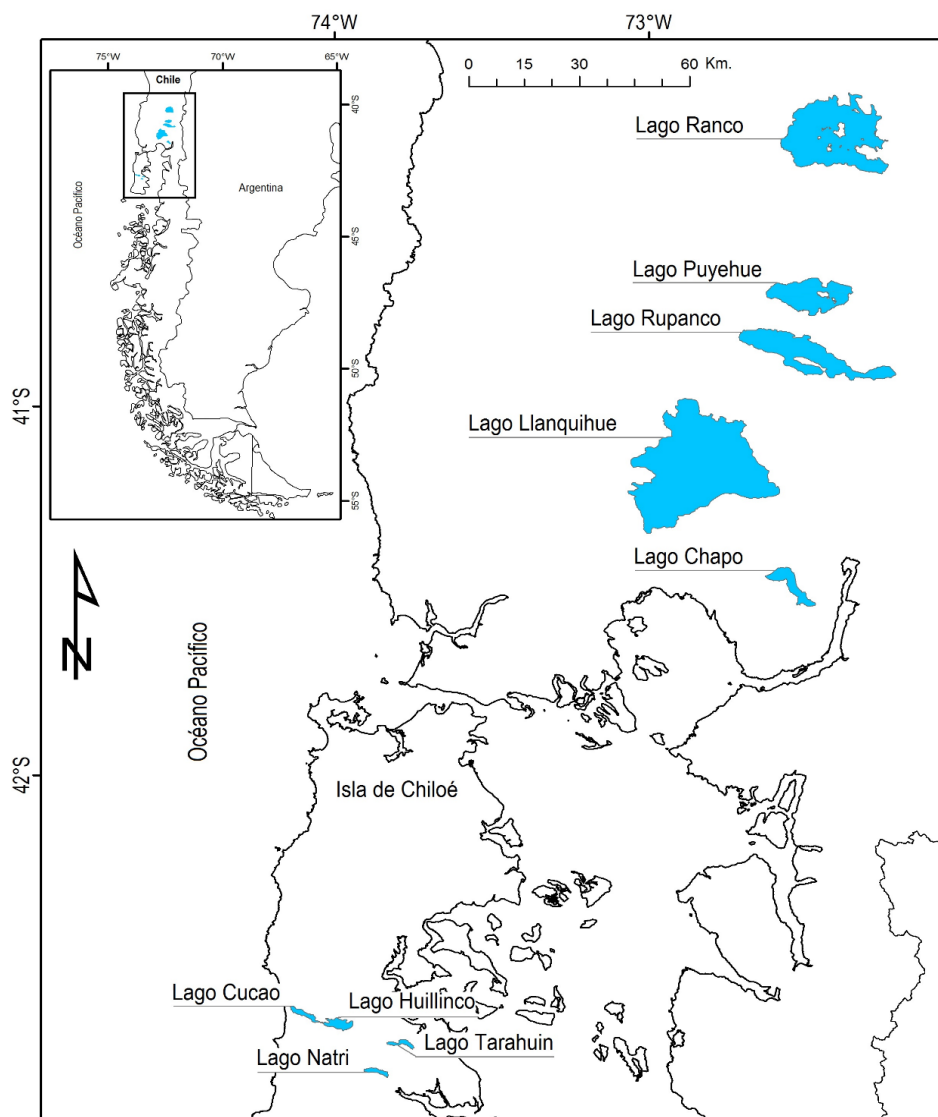 74°W
73°W
75°W
70°W
65°W
Chile
40°S
45°S
50°S
55°S
Argentina
Océano Pacífico
0 15 30 60 Km.
Lago Ranco
Lago Puyehue
Lago Rupanco
41°S
Lago Llanquihue
Lago Chapo
N
Océano Pacífico
42°S
Isla de Chiloé
Lago Cucao
Lago Huillinco
Lago Tarahuin
Lago Natri